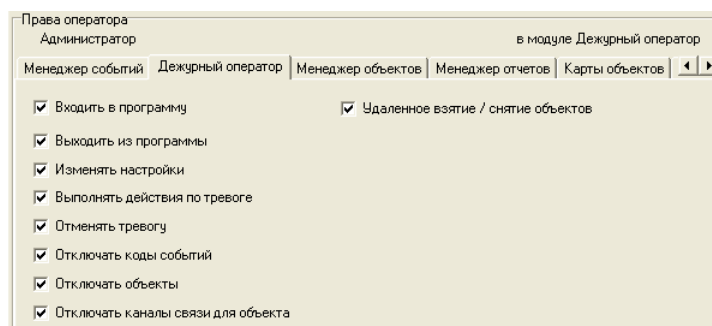 Права оператора
Администратор в модуле Дежурный оператор
Менеджер событий Дежурный оператор Менеджер объектов Менеджер отчетов Карты объектов
Входить в программу Удаленное взятие / снятие объектов
Выходить из программы
Изменять настройки
Выполнять действия по тревоге
Отменять тревогу
Отключать коды событий
Отключать объекты
Отключать каналы связи для объекта